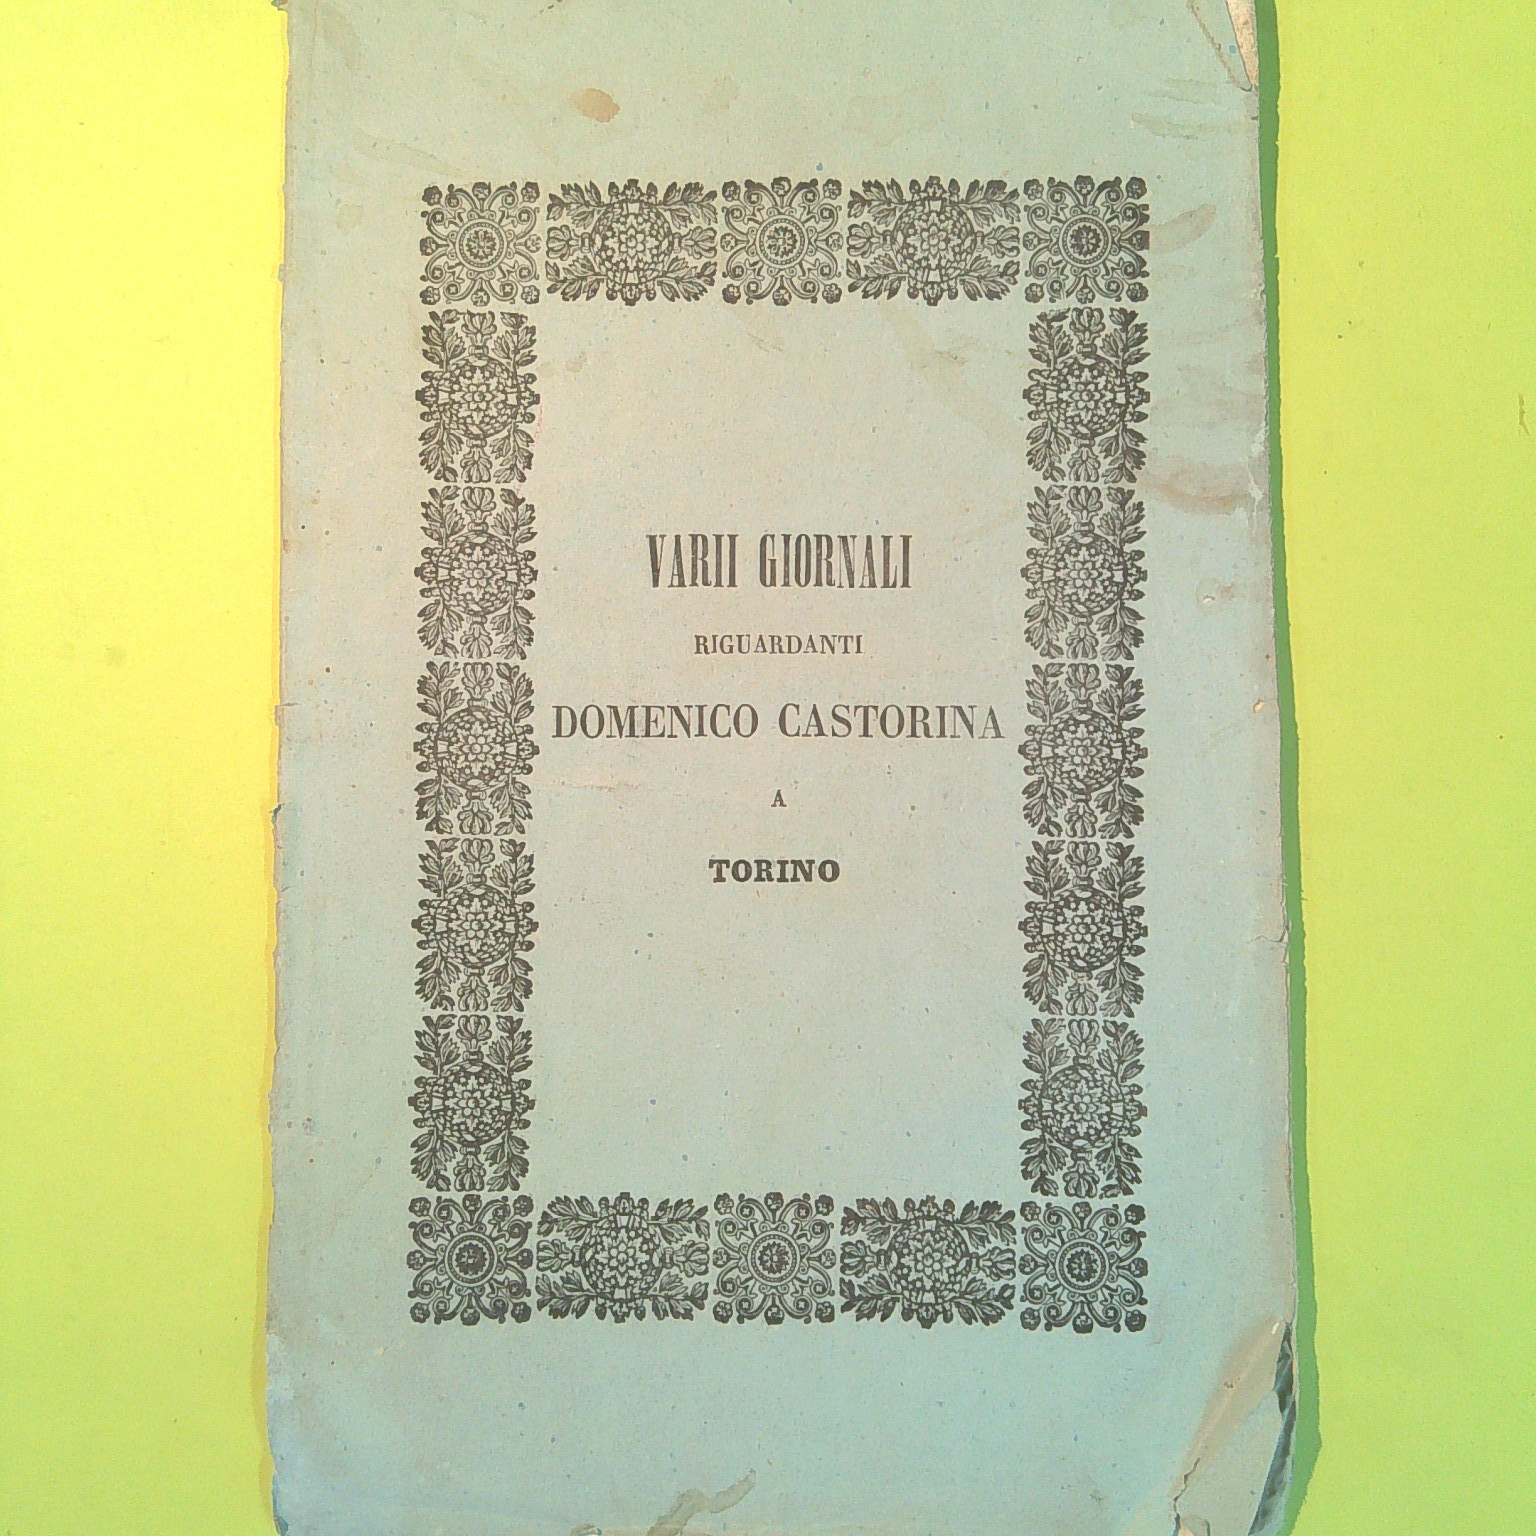 VARII GIORNALI
RIGUARDANTI
DOMENICO CASTORINA
A
TORINO